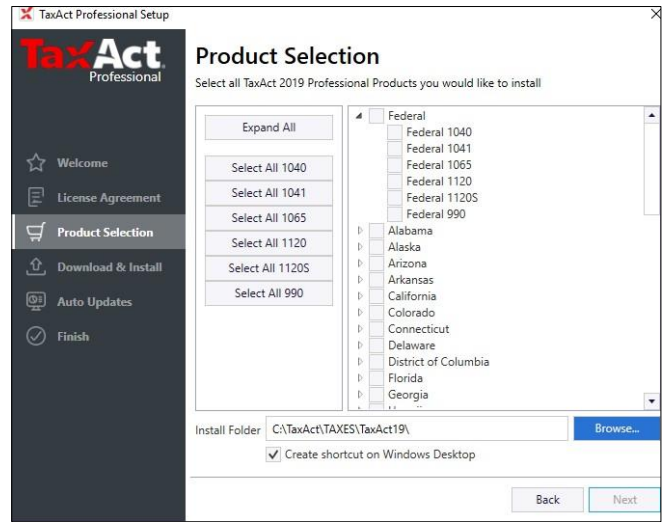 TaxAct Professional Setup
TaxAct.
Professional
Welcome
License Agreement
Product Selection
Download & Install
Auto Updates
Finish
Product Selection
Select all TaxAct 2019 Professional Products you would like to install
Expand All
Select All 1040
Select All 1041
Select All 1065
Select All 1120
Select All 1120S
Select All 990
Federal
Federal 1040
Federal 1041
Federal 1065
Federal 1120
Federal 1120S
Federal 990
Alabama
Alaska
Arizona
Arkansas
California
Colorado
Connecticut
Delaware
District of Columbia
Florida
Georgia
Install Folder C:\TaxAct\TAXES\TaxAct19\ Browse...
Create shortcut on Windows Desktop
Back Next